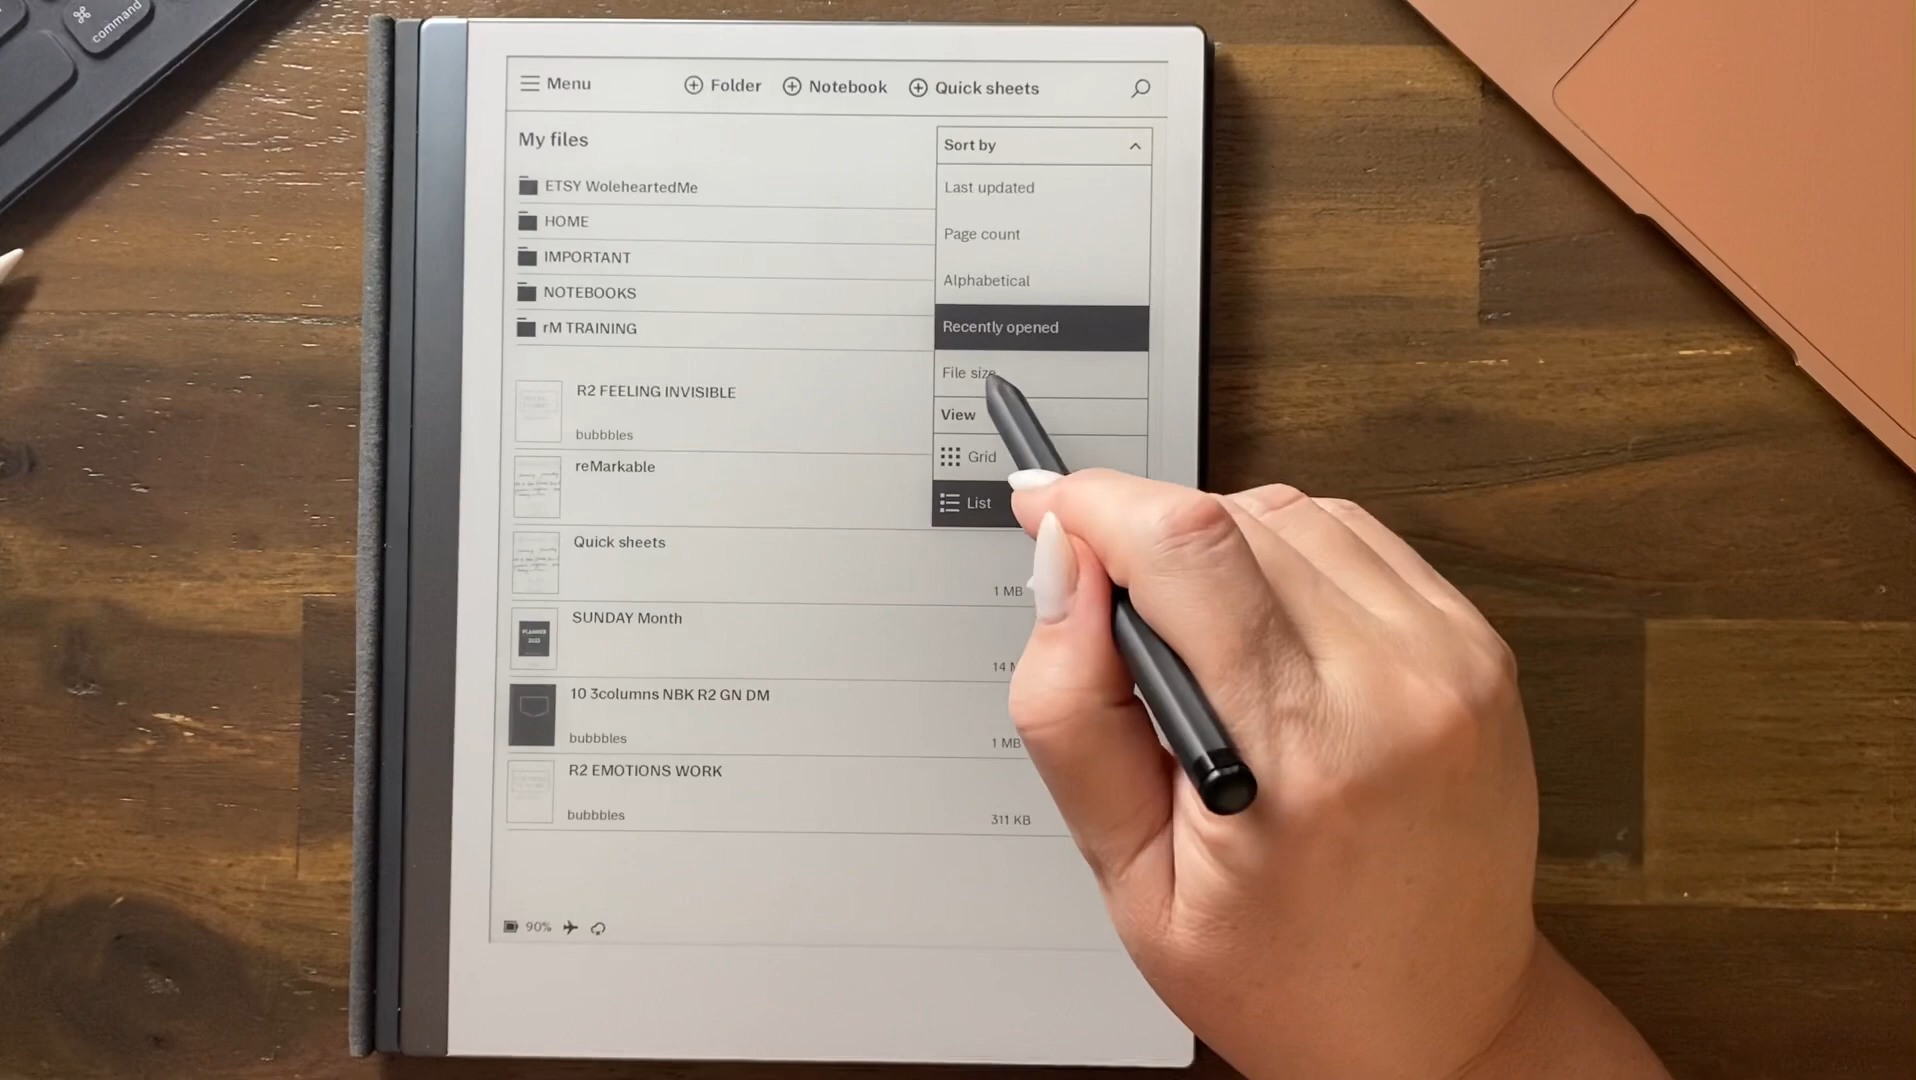 command
Menu
Folder
Notebook
Quick sheets
My files
Sort by
Last updated
Page count
Alphabetical
Recently opened
File size
View
Grid
List
ETSY WoleheartedMe
HOME
IMPORTANT
NOTEBOOKS
rM TRAINING
R2 FEELING INVISIBLE
bubbbles
reMarkable
Quick sheets
1 MB
PLANNER
SUNDAY Month
14
10 3columns NBK R2 GN DM
bubbbles
1 MB
R2 EMOTIONS WORK
bubbbles
311 KB
90%